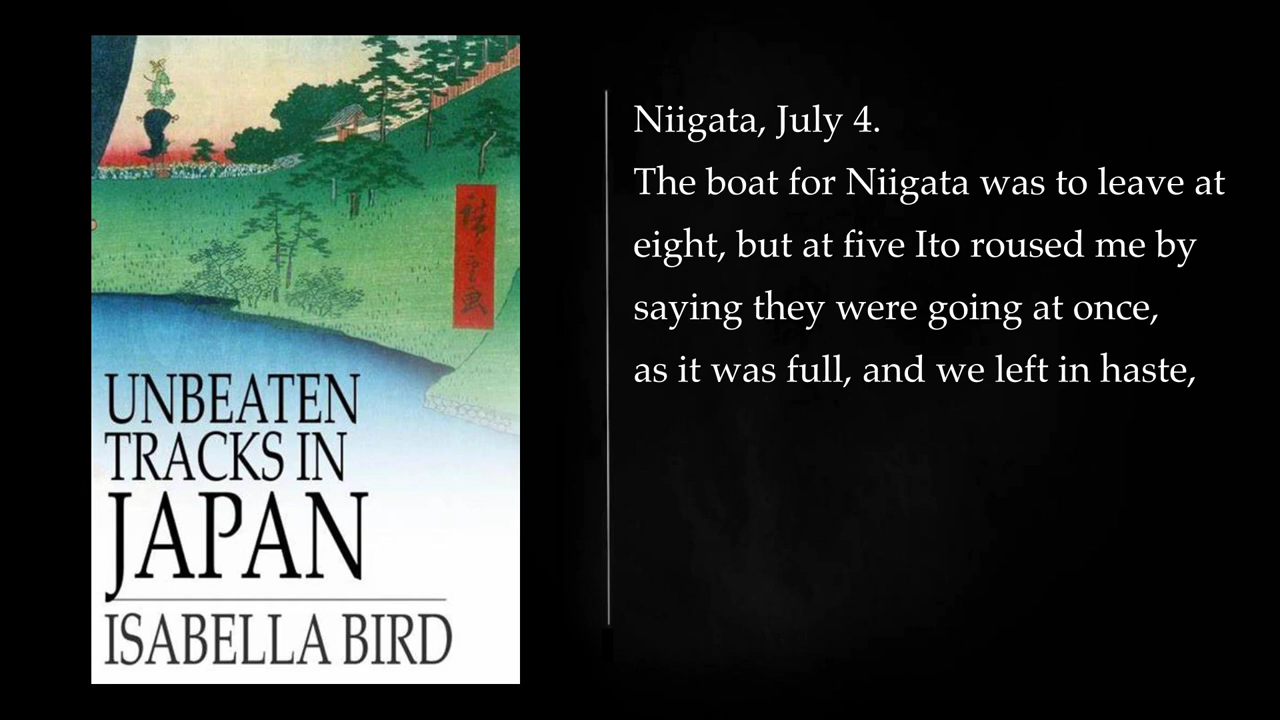 UNBEATEN
TRACKS IN
JAPAN
ISABELLA BIRD
Niigata, July 4.
The boat for Niigata was to leave at
eight, but at five Ito roused me by
saying they were going at once,
as it was full, and we left in haste,